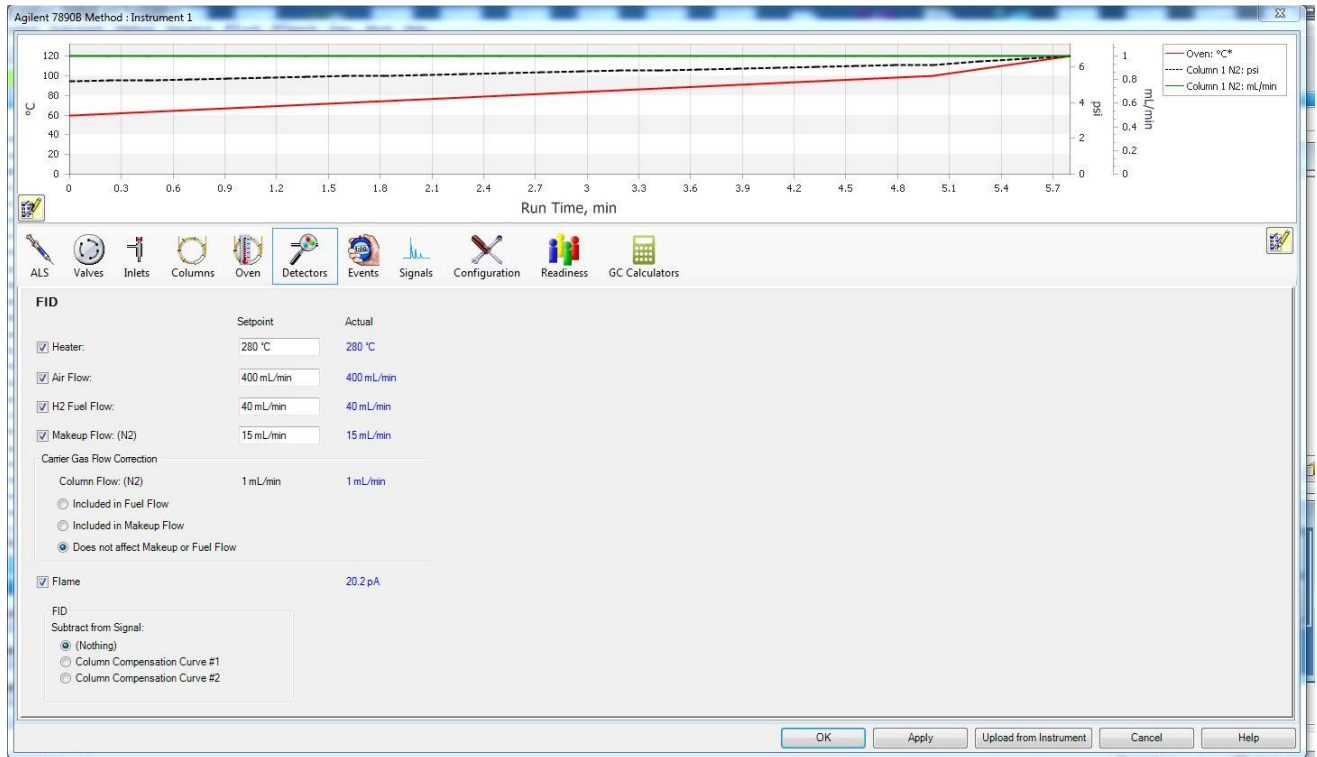 Agilent 7890B Method : Instrument 1
120
100
80
60
40
20
0
°C
6
4
2
0
psi
1
0.8
0.6
0.4
0.2
0
mL/min
Oven: °C*
Column 1 N2: psi
Column 1 N2: mL/min
0 0.3 0.6 0.9 1.2 1.5 1.8 2.1 2.4 2.7 3 3.3 3.6 3.9 4.2 4.5 4.8 5.1 5.4 5.7
Run Time, min
ALS Valves Inlets Columns Oven Detectors Events Signals Configuration Readiness GC Calculators
FID
Setpoint Actual
Heater: 280 °C 280 °C
Air Flow: 400 mL/min 400 mL/min
H2 Fuel Flow: 40 mL/min 40 mL/min
Makeup Flow: (N2) 15 mL/min 15 mL/min
Carrier Gas Flow Correction
Column Flow: (N2) 1 mL/min 1 mL/min
Included in Fuel Flow
Included in Makeup Flow
Does not affect Makeup or Fuel Flow
Flame 20.2 pA
FID
Subtract from Signal:
(Nothing)
Column Compensation Curve #1
Column Compensation Curve #2
OK Apply Upload from Instrument Cancel Help